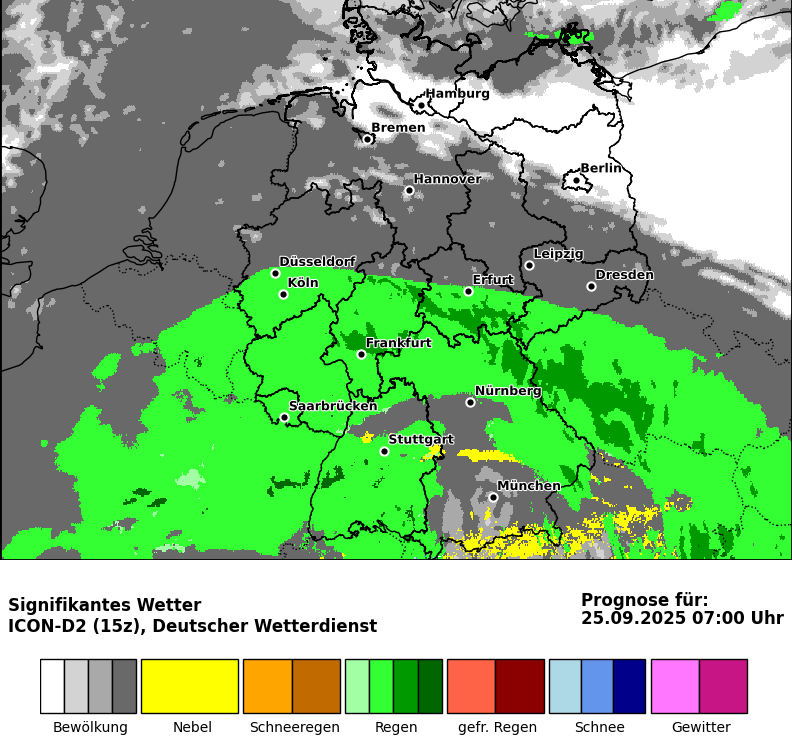 Hamburg
Bremen
Berlin
Hannover
Düsseldorf
Leipzig
Köln
Erfurt
Dresden
Frankfurt
Nürnberg
Saarbrücken
Stuttgart
München
Signifikantes Wetter
ICON-D2 (15z), Deutscher Wetterdienst
Prognose für:
25.09.2025 07:00 Uhr
Bewölkung
Nebel
Schneeregen
Regen
gefr. Regen
Schnee
Gewitter